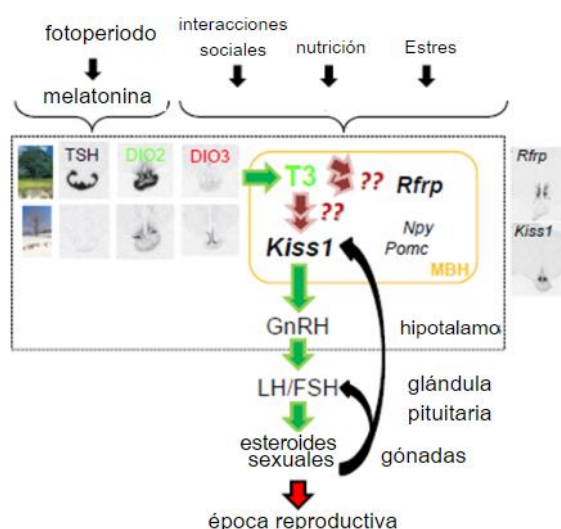 fotoperiodo
interacciones
sociales
nutrición
Estres
melatonina
TSH
DIO2
DIO3
T3
??
Rfrp
??
Kiss1
Npy
Pomc
MBH
Rfrp
Kiss1
GnRH
hipotalamo
LH/FSH
glándula
pituitaria
esteroides
sexuales
gónadas
época reproductiva